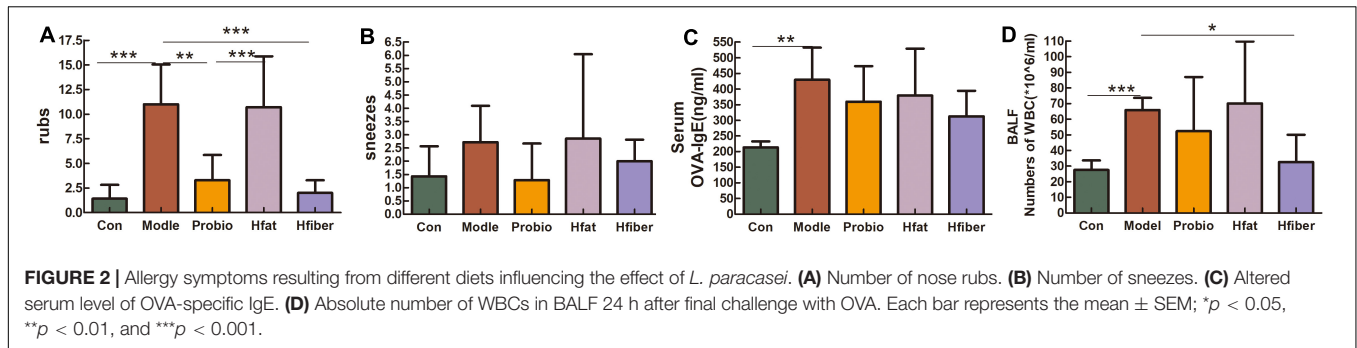 A
rubs
17.5
15.0
12.5
10.0
7.5
5.0
2.5
0.0
***
*** ** ***
Con Modle Probio Hfat Hfiber
B
sneezes
6.5
6.0
5.5
5.0
4.5
4.0
3.5
3.0
2.5
2.0
1.5
1.0
0.5
0.0
Con Modle Probio Hfat Hfiber
C
Serum
OVA-IgE(ng/ml)
550
500
450
400
350
300
250
200
150
100
50
0
**
Con Modle Probio Hfat Hfiber
D
BALF
Numbers of WBC(*10^6/ml)
110
100
90
80
70
60
50
40
30
20
10
0
*
***
Con Model Probio Hfat Hfiber
FIGURE 2 | Allergy symptoms resulting from different diets influencing the effect of L. paracasei. (A) Number of nose rubs. (B) Number of sneezes. (C) Altered
serum level of OVA-specific IgE. (D) Absolute number of WBCs in BALF 24 h after final challenge with OVA. Each bar represents the mean ± SEM; *p < 0.05,
**p < 0.01, and ***p < 0.001.